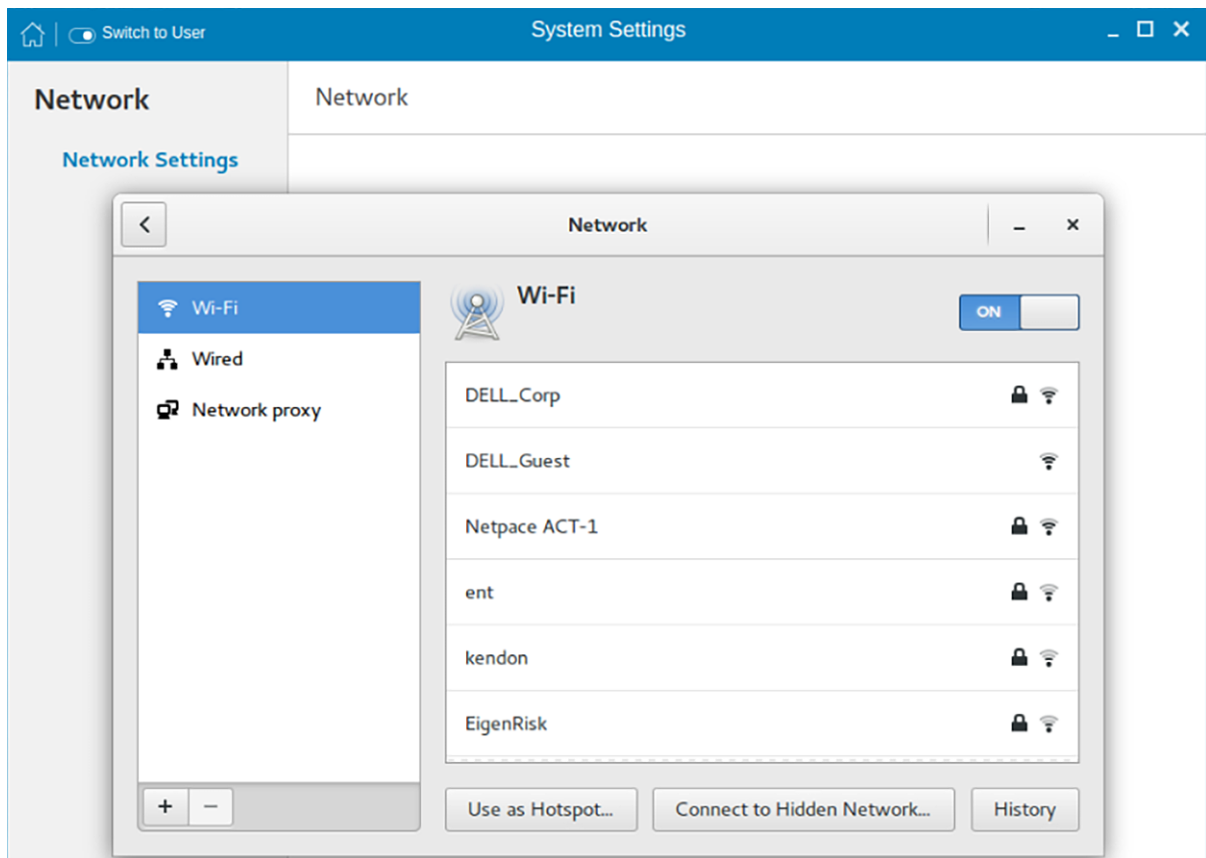 Switch to User
System Settings
Network
Network
Network Settings
Network
Wi-Fi
Wired
Network proxy
Wi-Fi
ON
DELL_Corp
DELL_Guest
Netpace ACT-1
ent
kendon
EigenRisk
Use as Hotspot...
Connect to Hidden Network...
History